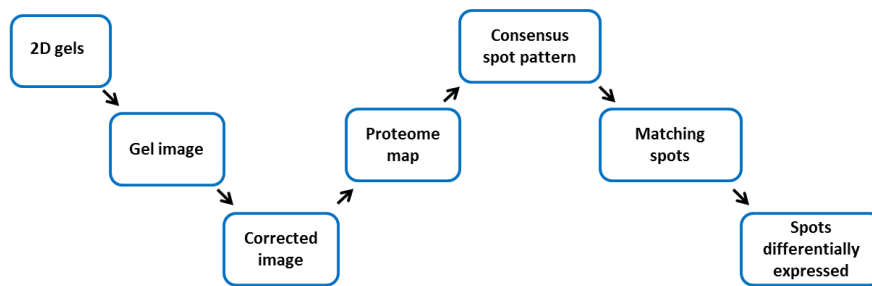 2D gels
Gel image
Corrected
image
Proteome
map
Consensus
spot pattern
Matching
spots
Spots
differentially
expressed